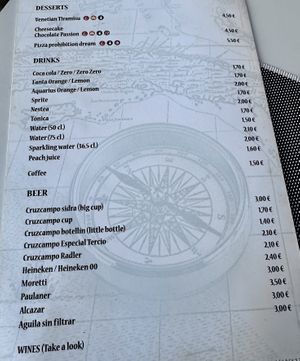 DESSERTS
Venetian Tiramisu 4,50 €
Cheesecake
Chocolate Passion 4,50 €
Pizza prohibition dream 5,50 €
DRINKS
Coca cola / Zero / Zero Zero 1,70 €
Fanta Orange / Lemon 1,70 €
Aquarius Orange / Lemon 2,00 €
Sprite 1,70 €
Nestea 2,00 €
Tónica 1,70 €
Water (50 cl.) 1,50 €
Water (75 cl.) 2,10 €
Sparkling water (36.5 cl.) 2,00 €
Peach juice 1,60 €
Coffee 1,50 €
BEER
Cruzcampo sidra (big cup) 3,00 €
Cruzcampo cup 1,70 €
Cruzcampo botellín (little bottle) 1,40 €
Cruzcampo Especial Tercio 2,10 €
Cruzcampo Radler 2,10 €
Heineken / Heineken 00 2,40 €
Moretti 3,00 €
Paulaner 3,50 €
Alcazar 3,00 €
Aguila sin filtrar 3,00 €
WINES (Take a look)